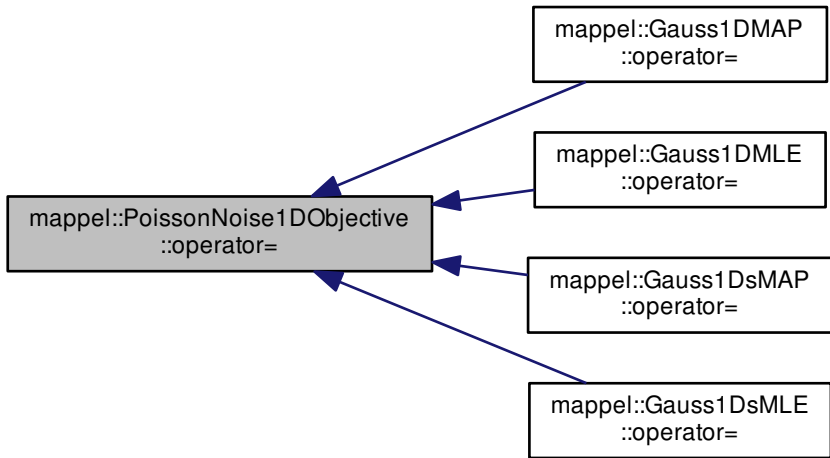 mappel::Gauss1DMAP
::operator=
mappel::Gauss1DMLE
::operator=
mappel::PoissonNoise1DObjective
::operator=
mappel::Gauss1DsMAP
::operator=
mappel::Gauss1DsMLE
::operator=